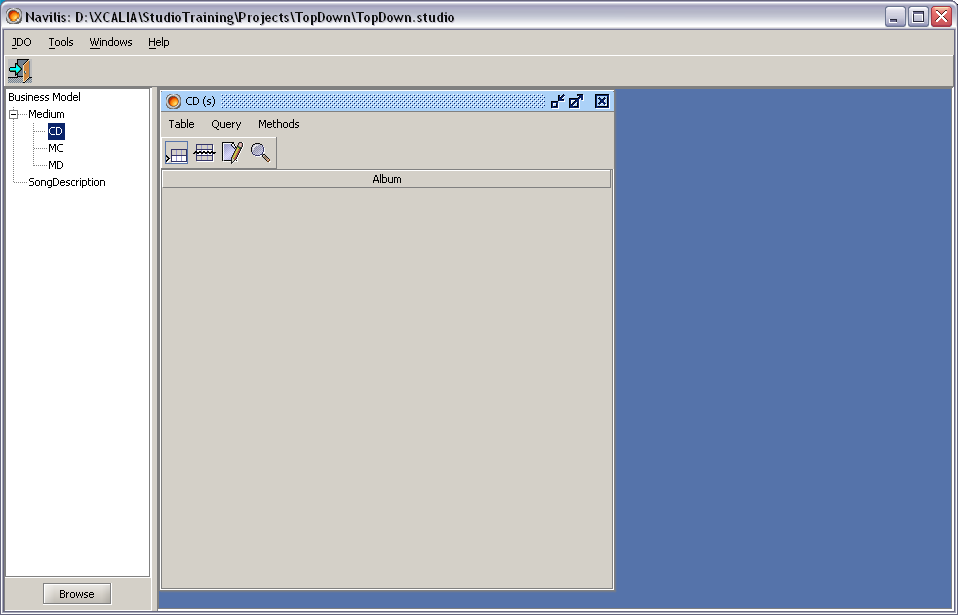 Navilis: D:\XCALIA\StudioTraining\Projects\TopDown\TopDown.studio
JDO Tools Windows Help
Business Model
Medium
CD
MC
MD
SongDescription
Browse
CD (s)
Table Query Methods
Album